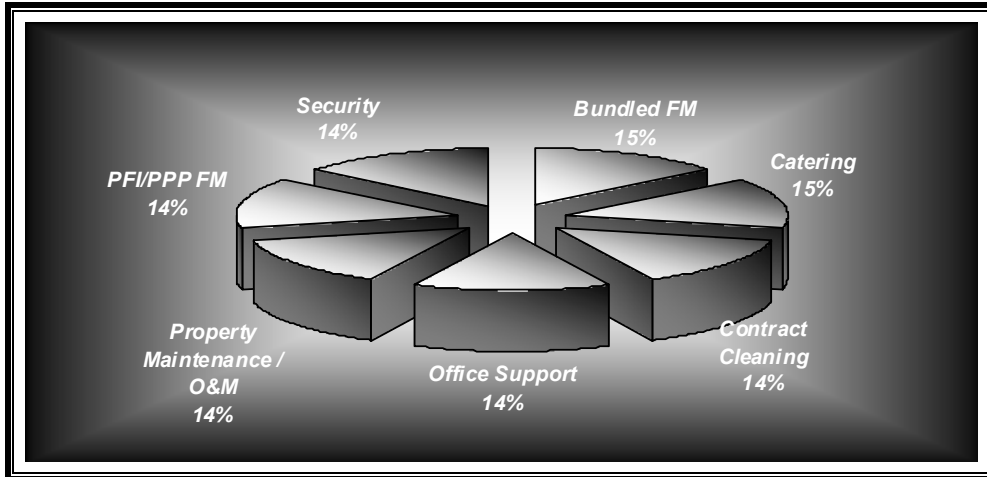 Security
14%
Bundled FM
15%
Catering
15%
PFI/PPP FM
14%
Property
Maintenance /
O&M
14%
Office Support
14%
Contract
Cleaning
14%